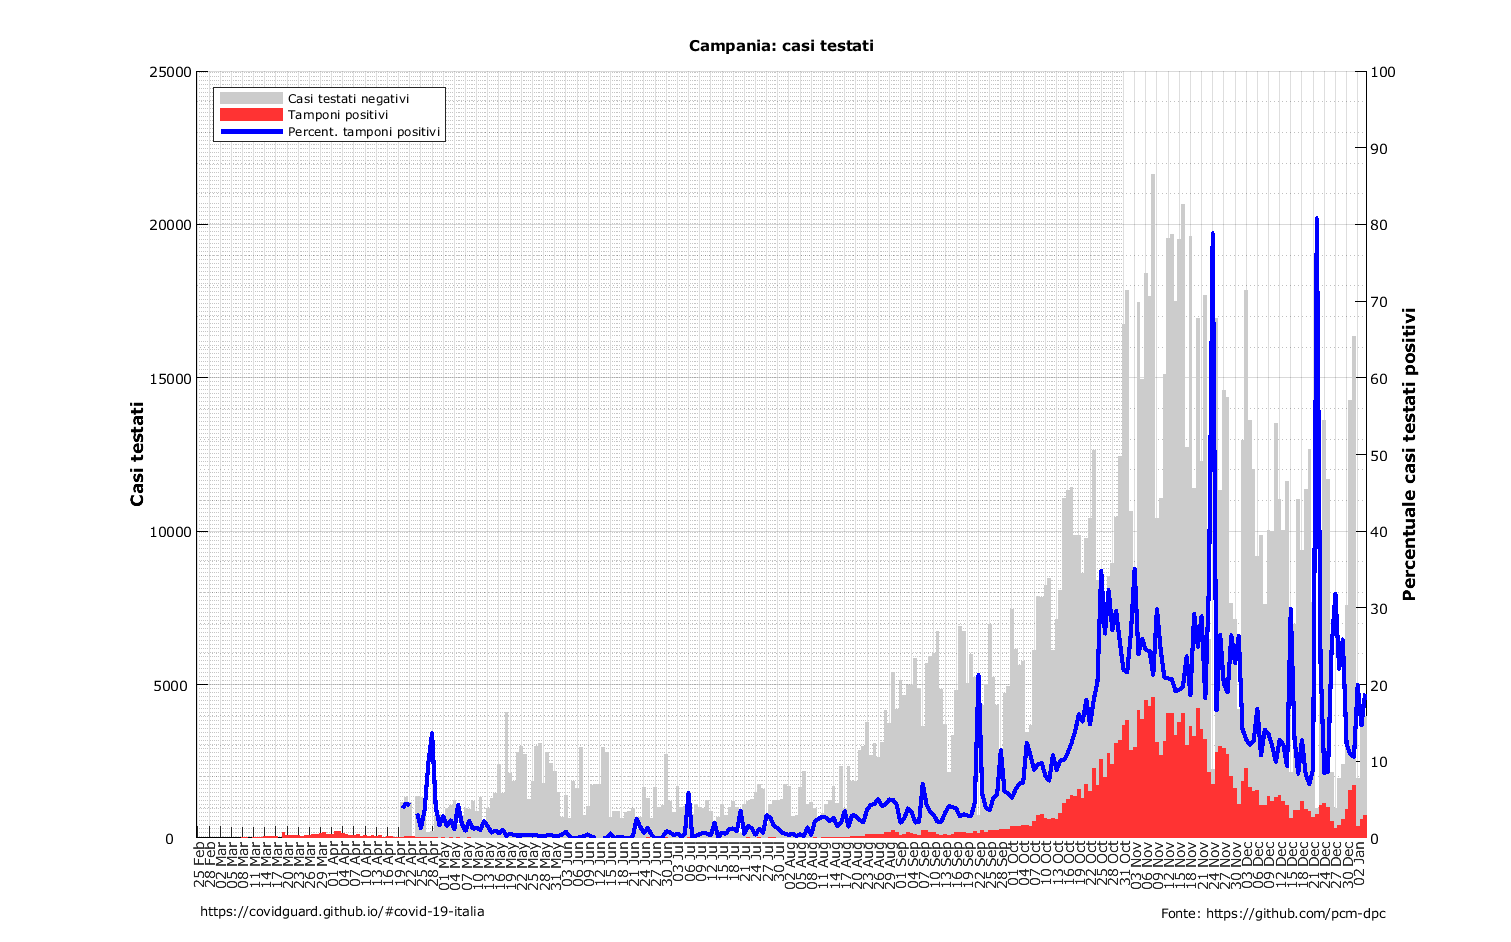 Campania: casi testati
25000
20000
15000
10000
5000
0
100
90
80
70
60
50
40
30
20
10
0
Casi testati negativi
Tamponi positivi
Percent. tamponi positivi
Casi testati
Percentuale casi testati positivi
25 Feb
28 Feb
02 Mar
05 Mar
08 Mar
11 Mar
14 Mar
17 Mar
20 Mar
23 Mar
26 Mar
29 Mar
01 Apr
04 Apr
07 Apr
10 Apr
13 Apr
16 Apr
19 Apr
22 Apr
25 Apr
28 Apr
01 May
04 May
07 May
10 May
13 May
16 May
19 May
22 May
25 May
28 May
31 May
03 Jun
06 Jun
09 Jun
12 Jun
15 Jun
18 Jun
21 Jun
24 Jun
27 Jun
30 Jun
03 Jul
06 Jul
09 Jul
12 Jul
15 Jul
18 Jul
21 Jul
24 Jul
27 Jul
30 Jul
02 Aug
05 Aug
08 Aug
11 Aug
14 Aug
17 Aug
20 Aug
23 Aug
26 Aug
29 Aug
01 Sep
04 Sep
07 Sep
10 Sep
13 Sep
16 Sep
19 Sep
22 Sep
25 Sep
28 Sep
01 Oct
04 Oct
07 Oct
10 Oct
13 Oct
16 Oct
19 Oct
22 Oct
25 Oct
28 Oct
31 Oct
03 Nov
06 Nov
09 Nov
12 Nov
15 Nov
18 Nov
21 Nov
24 Nov
27 Nov
30 Nov
03 Dec
06 Dec
09 Dec
12 Dec
15 Dec
18 Dec
21 Dec
24 Dec
27 Dec
30 Dec
02 Jan
https://covidguard.github.io/#covid-19-italia
Fonte: https://github.com/pcm-dpc